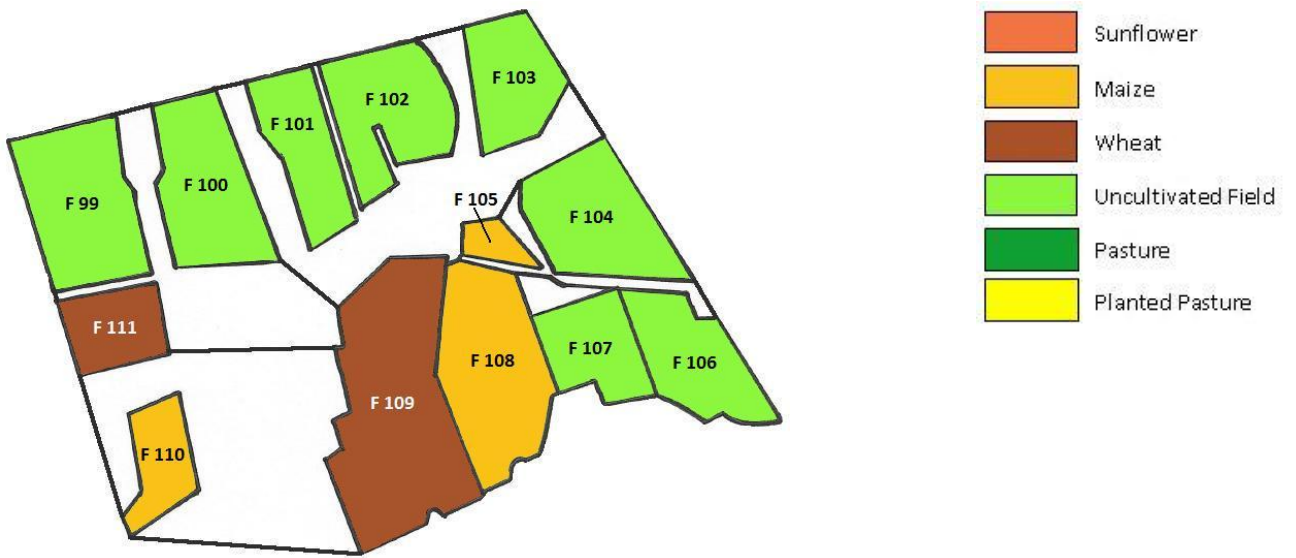 F 99
F 100
F 101
F 102
F 103
F 104
F 105
F 106
F 107
F 108
F 109
F 110
F 111
Sunflower
Maize
Wheat
Uncultivated Field
Pasture
Planted Pasture